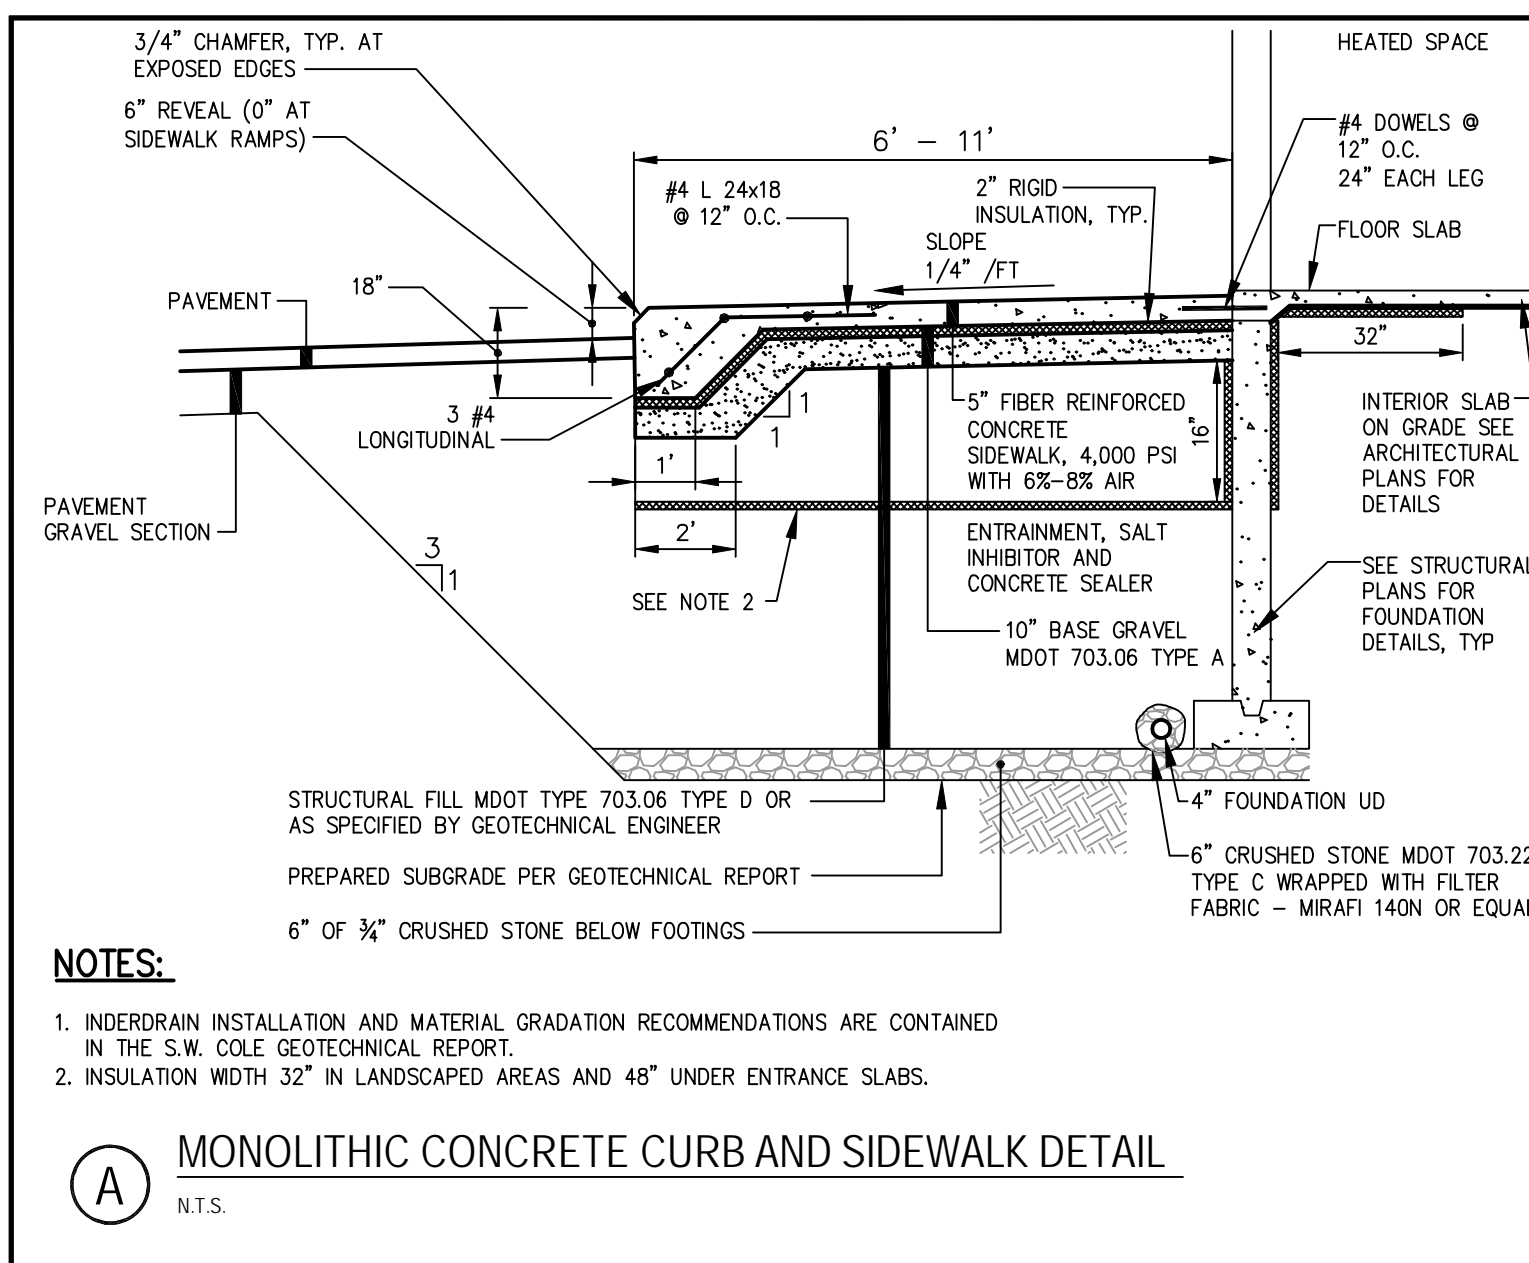 3/4" CHAMFER, TYP. AT
EXPOSED EDGES
6" REVEAL (0" AT
SIDEWALK RAMPS)
HEATED SPACE
#4 DOWELS @
12" O.C.
24" EACH LEG
6' – 11'
#4 L 24x18
@ 12" O.C.
2" RIGID
INSULATION, TYP.
SLOPE
1/4" /FT
FLOOR SLAB
PAVEMENT
18"
32"
3 #4
LONGITUDINAL
1
1
1'
2'
16"
5" FIBER REINFORCED
CONCRETE
SIDEWALK, 4,000 PSI
WITH 6%–8% AIR
ENTRAINMENT, SALT
INHIBITOR AND
CONCRETE SEALER
INTERIOR SLAB
ON GRADE SEE
ARCHITECTURAL
PLANS FOR
DETAILS
PAVEMENT
GRAVEL SECTION
3
1
SEE NOTE 2
SEE STRUCTURAL
PLANS FOR
FOUNDATION
DETAILS, TYP
10" BASE GRAVEL
MDOT 703.06 TYPE A
STRUCTURAL FILL MDOT TYPE 703.06 TYPE D OR
AS SPECIFIED BY GEOTECHNICAL ENGINEER
PREPARED SUBGRADE PER GEOTECHNICAL REPORT
6" OF ¾" CRUSHED STONE BELOW FOOTINGS
4" FOUNDATION UD
6" CRUSHED STONE MDOT 703.22
TYPE C WRAPPED WITH FILTER
FABRIC – MIRAFI 140N OR EQUAL
NOTES:
1. INDERDRAIN INSTALLATION AND MATERIAL GRADATION RECOMMENDATIONS ARE CONTAINED
IN THE S.W. COLE GEOTECHNICAL REPORT.
2. INSULATION WIDTH 32" IN LANDSCAPED AREAS AND 48" UNDER ENTRANCE SLABS.
A
MONOLITHIC CONCRETE CURB AND SIDEWALK DETAIL
N.T.S.